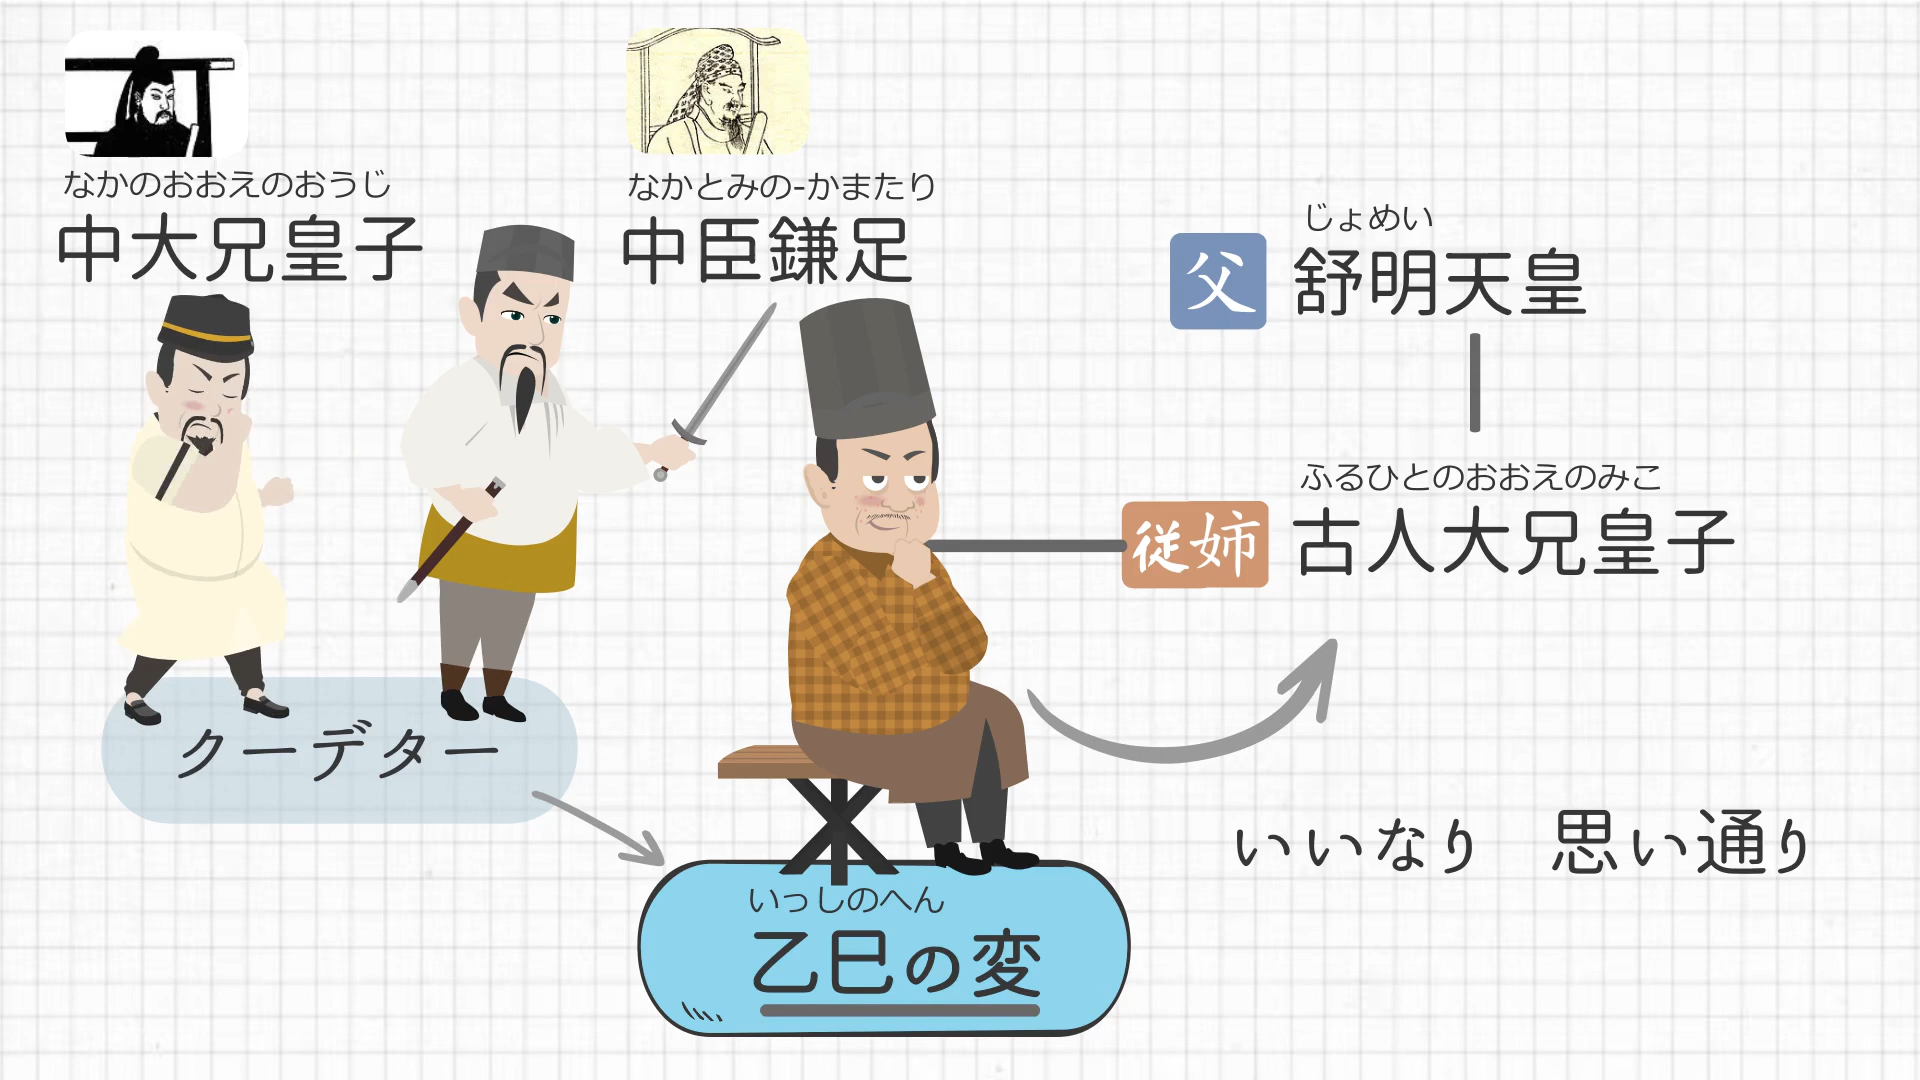 なかのおおえのおうじ
中大兄皇子
なかとみの-かまたり
中臣鎌足
じょめい
父 舒明天皇
ふるひとのおおえのみこ
従姉 古人大兄皇子
クーデター
いいなり 思い通り
いっしのへん
乙巳の変